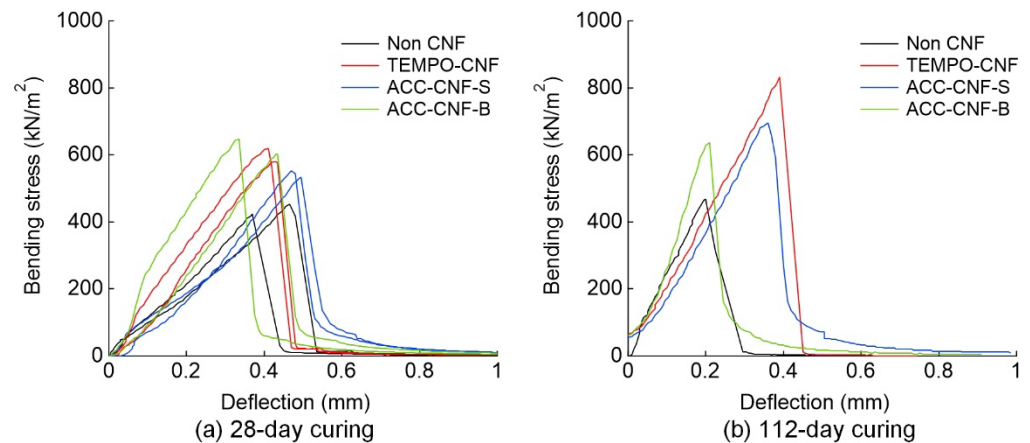 1000
800
600
400
200
0
Bending stress (kN/m²)
Non CNF
TEMPO-CNF
ACC-CNF-S
ACC-CNF-B
0 0.2 0.4 0.6 0.8 1
Deflection (mm)
(a) 28-day curing
1000
800
600
400
200
0
Bending stress (kN/m²)
Non CNF
TEMPO-CNF
ACC-CNF-S
ACC-CNF-B
0 0.2 0.4 0.6 0.8 1
Deflection (mm)
(b) 112-day curing